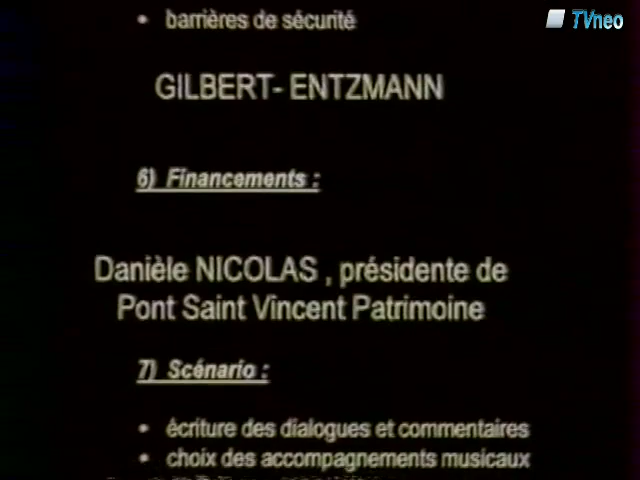 • barrières de sécurité
TVneo
GILBERT- ENTZMANN
6) Financements :
Danièle NICOLAS , présidente de
Pont Saint Vincent Patrimoine
7) Scénario :
• écriture des dialogues et commentaires
• choix des accompagnements musicaux